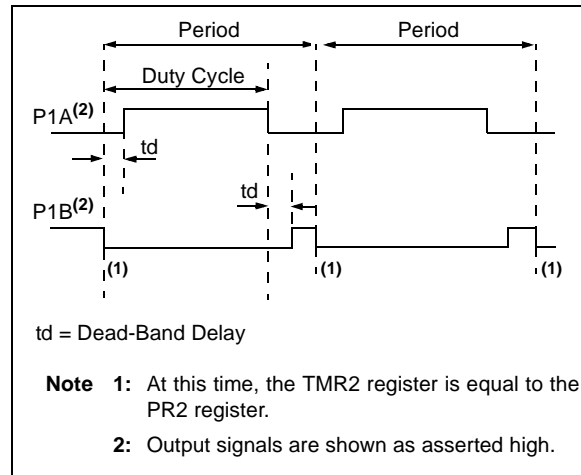 Period Period
Duty Cycle
P1A(2)
td
td
P1B(2)
(1) (1) (1)
td = Dead-Band Delay
Note 1: At this time, the TMR2 register is equal to the
PR2 register.
2: Output signals are shown as asserted high.